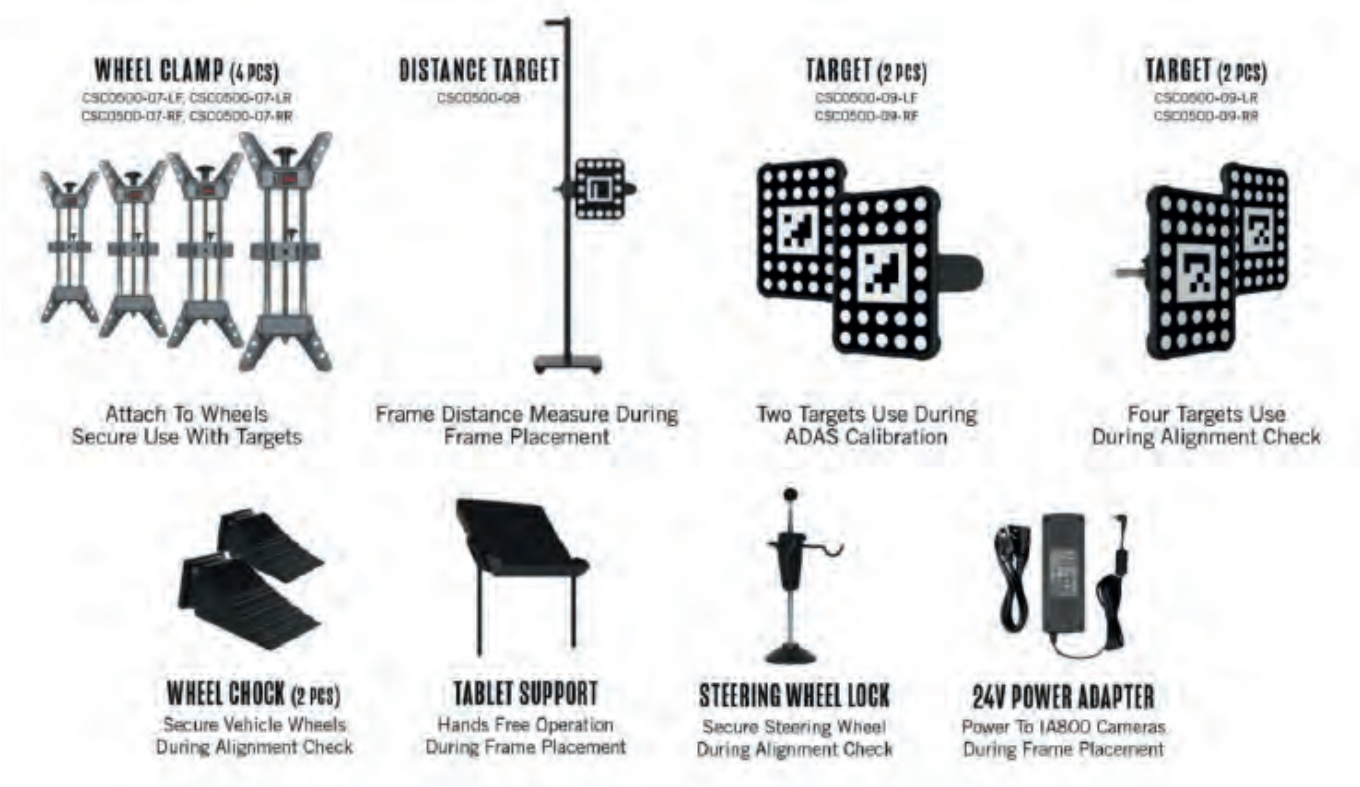 WHEEL CLAMP (4 PCS)
CSC0500-07-LF, CSC0500-07-LR
CSC0500-07-RF, CSC0500-07-RR
Attach To Wheels
Secure Use With Targets
DISTANCE TARGET
CSC0500-08
Frame Distance Measure During
Frame Placement
TARGET (2 PCS)
CSC0500-09-LF
CSC0500-09-RF
Two Targets Use During
ADAS Calibration
TARGET (2 PCS)
CSC0500-09-LR
CSC0500-09-RR
Four Targets Use
During Alignment Check
WHEEL CHOCK (2 PCS)
Secure Vehicle Wheels
During Alignment Check
TABLET SUPPORT
Hands Free Operation
During Frame Placement
STEERING WHEEL LOCK
Secure Steering Wheel
During Alignment Check
24V POWER ADAPTER
Power To IA800 Cameras
During Frame Placement